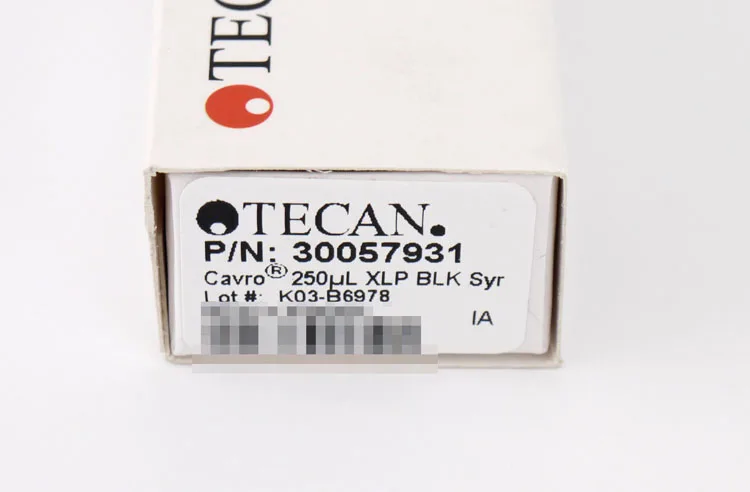 TEC
TECAN.
P/N: 30057931
Cavro® 250µL XLP BLK Syr
Lot #: K03-B6978
IA